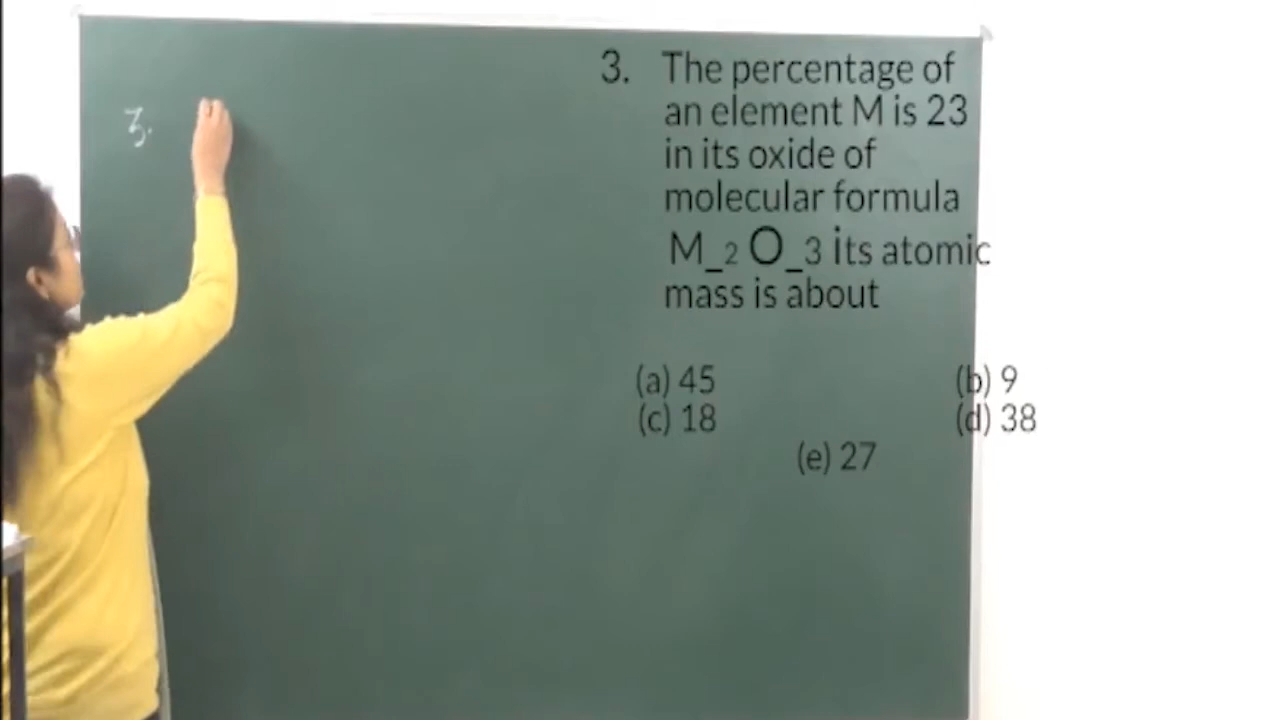 3.
3. The percentage of
an element M is 23
in its oxide of
molecular formula
M_2 O_3 its atomic
mass is about
(a) 45 (b) 9
(c) 18 (d) 38
(e) 27